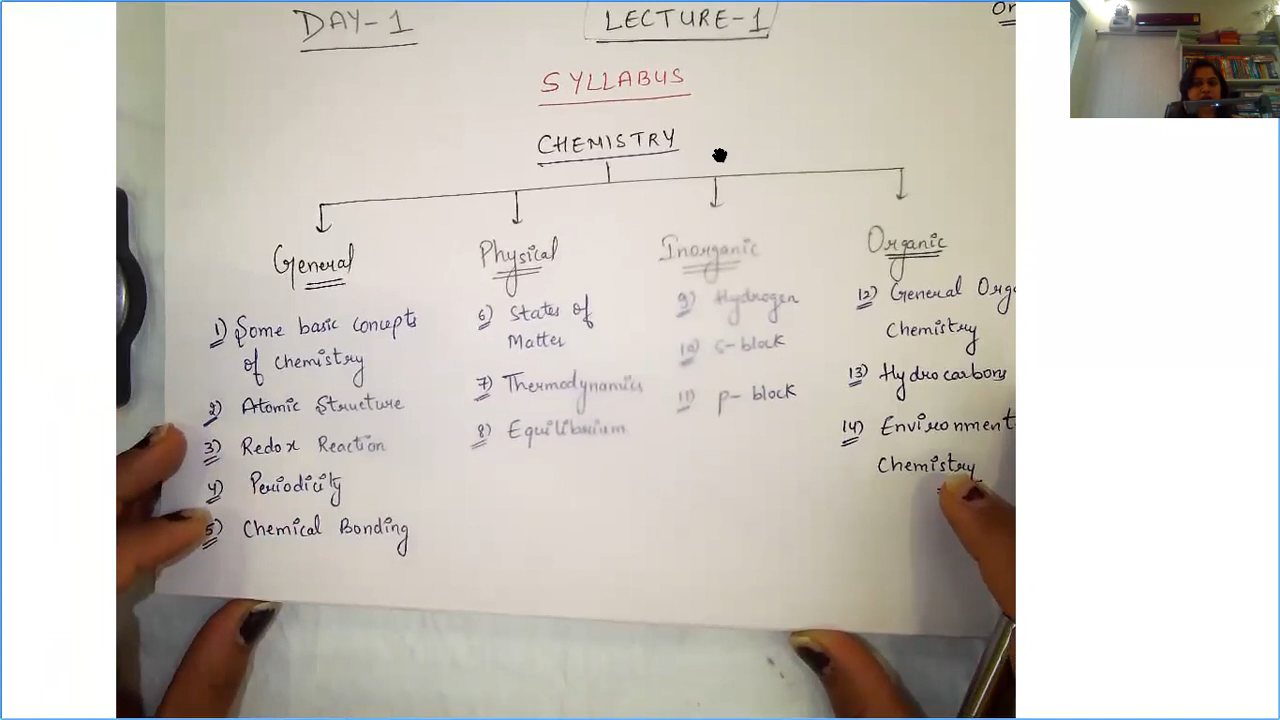 DAY-1
LECTURE-1
SYLLABUS
CHEMISTRY
General
1) Some basic concepts
of chemistry
2) Atomic Structure
3) Redox Reaction
4) Periodicity
5) Chemical Bonding
Physical
6) States of
Matter
7) Thermodynamics
8) Equilibrium
Inorganic
9) Hydrogen
10) s-block
11) p-block
Organic
12) General Orga
Chemistry
13) Hydrocarbons
14) Environment
Chemistry